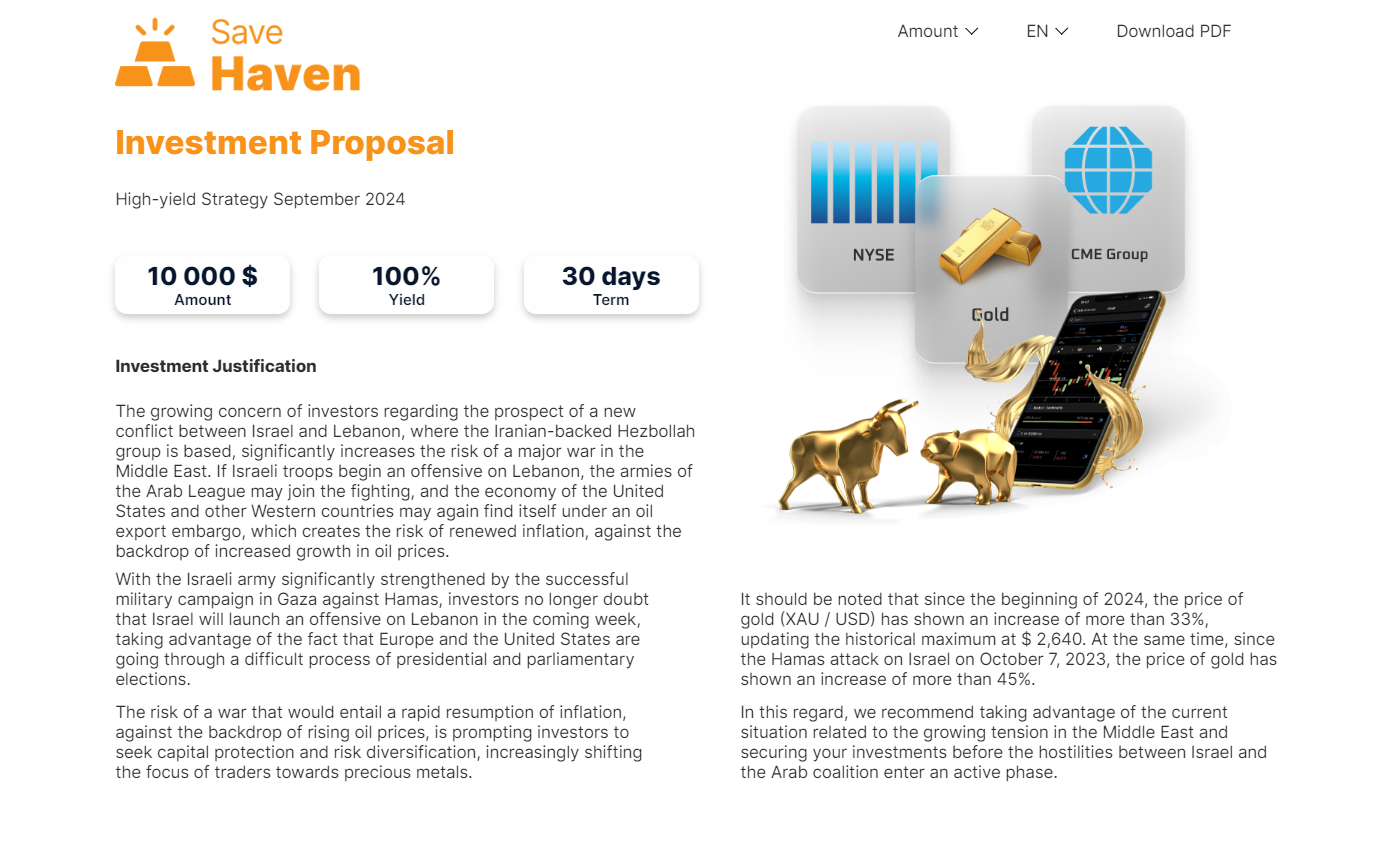 Save
Haven
Amount
EN
Download PDF
Investment Proposal
High-yield Strategy September 2024
10 000 $
Amount
100%
Yield
30 days
Term
NYSE
CME Group
Gold
Investment Justification
The growing concern of investors regarding the prospect of a new
conflict between Israel and Lebanon, where the Iranian-backed Hezbollah
group is based, significantly increases the risk of a major war in the
Middle East. If Israeli troops begin an offensive on Lebanon, the armies of
the Arab League may join the fighting, and the economy of the United
States and other Western countries may again find itself under an oil
export embargo, which creates the risk of renewed inflation, against the
backdrop of increased growth in oil prices.
With the Israeli army significantly strengthened by the successful
military campaign in Gaza against Hamas, investors no longer doubt
that Israel will launch an offensive on Lebanon in the coming week,
taking advantage of the fact that Europe and the United States are
going through a difficult process of presidential and parliamentary
elections.
The risk of a war that would entail a rapid resumption of inflation,
against the backdrop of rising oil prices, is prompting investors to
seek capital protection and risk diversification, increasingly shifting
the focus of traders towards precious metals.
It should be noted that since the beginning of 2024, the price of
gold (XAU / USD) has shown an increase of more than 33%,
updating the historical maximum at $ 2,640. At the same time, since
the Hamas attack on Israel on October 7, 2023, the price of gold has
shown an increase of more than 45%.
In this regard, we recommend taking advantage of the current
situation related to the growing tension in the Middle East and
securing your investments before the hostilities between Israel and
the Arab coalition enter an active phase.